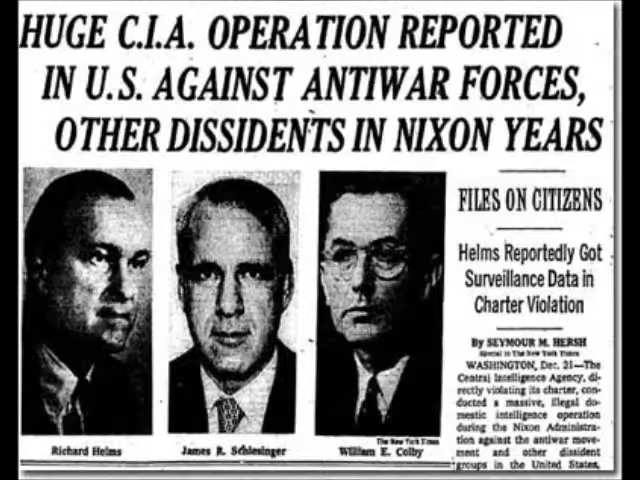 HUGE C.I.A. OPERATION REPORTED
IN U.S. AGAINST ANTIWAR FORCES,
OTHER DISSIDENTS IN NIXON YEARS
FILES ON CITIZENS
Helms Reportedly Got
Surveillance Data in
Charter Violation
By SEYMOUR M. HERSH
Special to The New York Times
WASHINGTON, Dec. 21—The
Central Intelligence Agency, di-
rectly violating its charter, con-
ducted a massive, illegal do-
mestic intelligence operation
during the Nixon Administra-
tion against the antiwar move-
ment and other dissident
groups in the United States,
The New York Times
Richard Helms
James R. Schlesinger
William E. Colby